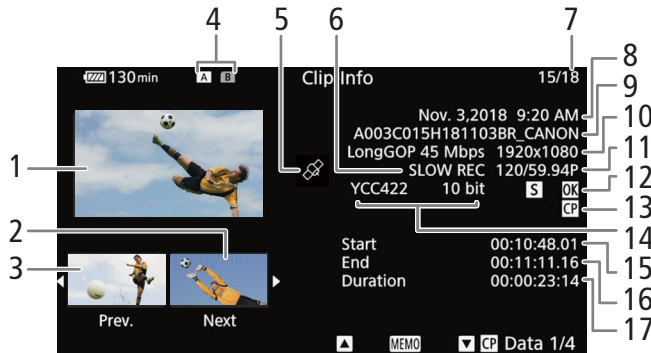 4 5 6 7
130 min A B Clip Info 15/18
8
Nov. 3,2018 9:20 AM
9
A003C015H181103BR_CANON
10
LongGOP 45 Mbps 1920x1080
11
SLOW REC 120/59.94P
12
YCC422 10 bit S OK
13
CP
14
1
2
3
Start 00:10:48.01
15
End 00:11:11.16
16
Duration 00:00:23:14
17
Prev. Next
MEMO CP Data 1/4